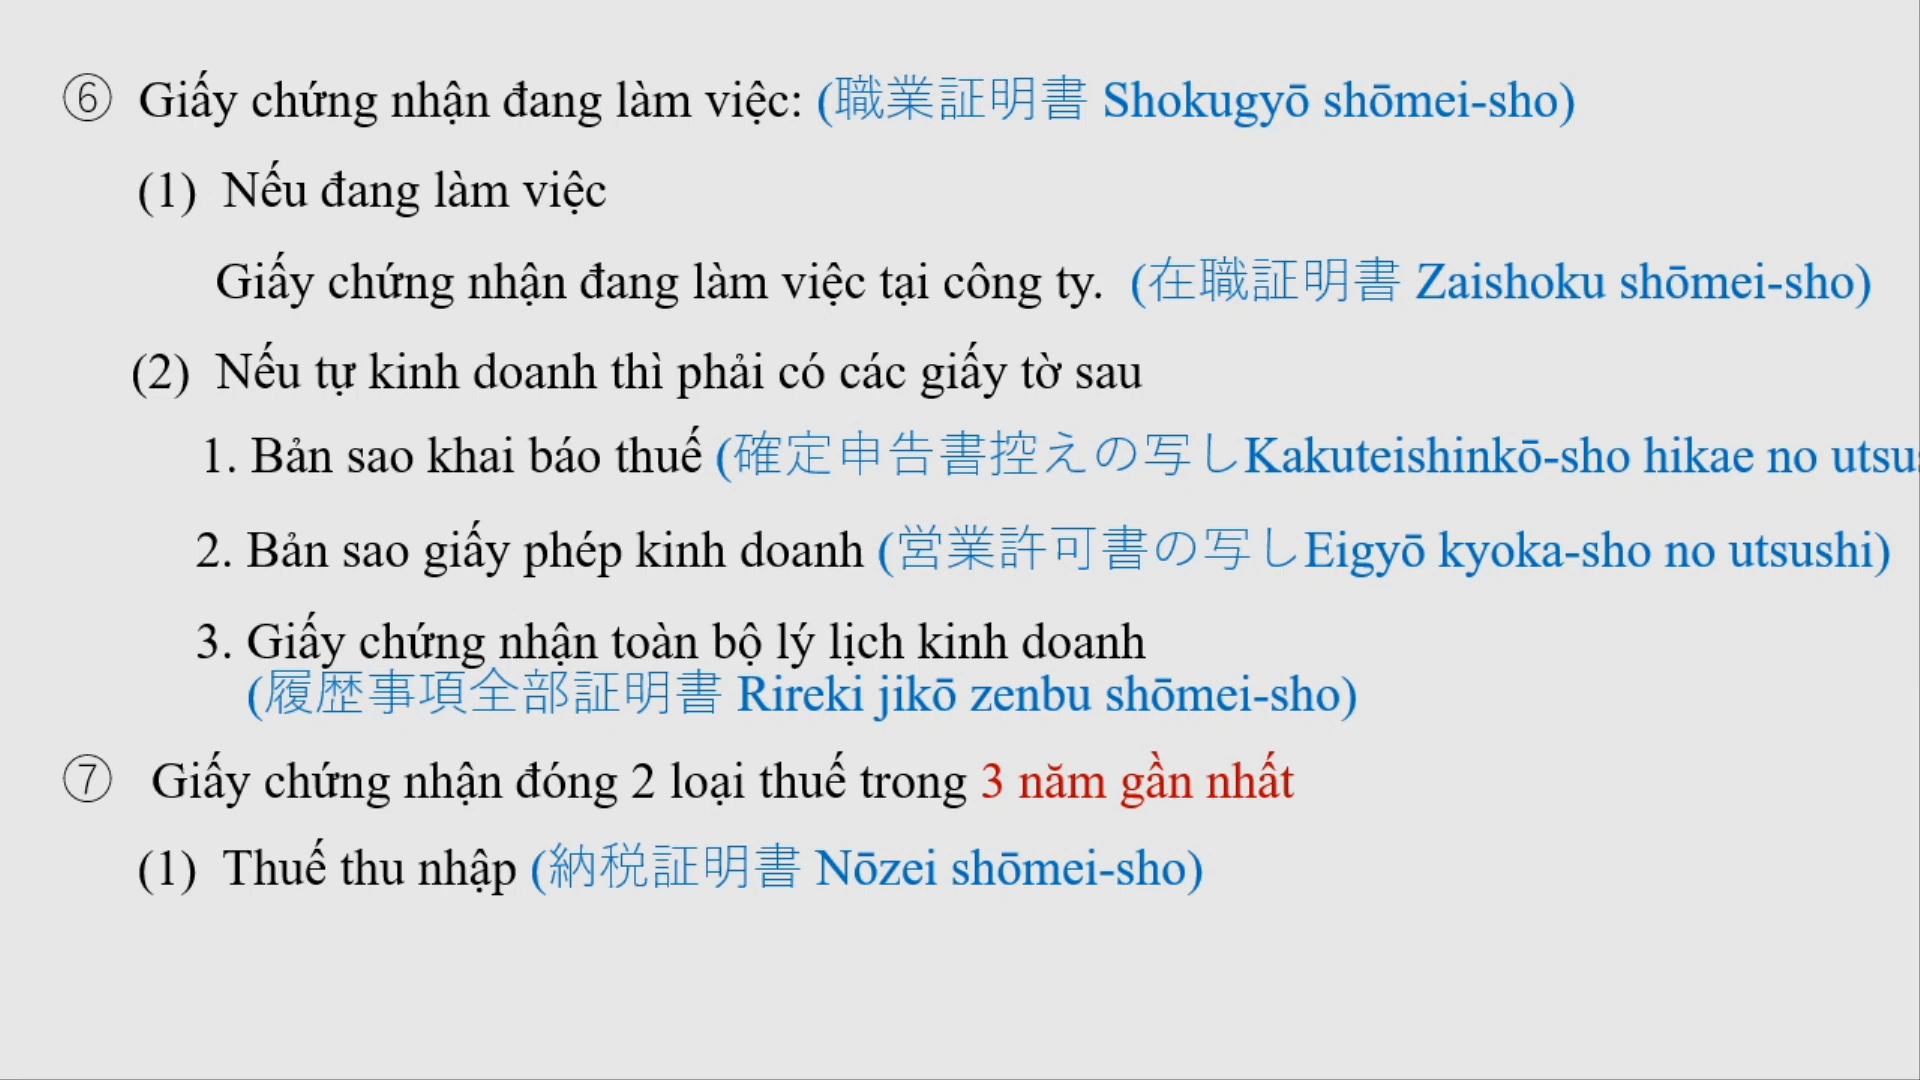 ⑥ Giấy chứng nhận đang làm việc: (職業証明書 Shokugyō shōmei-sho)
(1) Nếu đang làm việc
Giấy chứng nhận đang làm việc tại công ty. (在職証明書 Zaishoku shōmei-sho)
(2) Nếu tự kinh doanh thì phải có các giấy tờ sau
1. Bản sao khai báo thuế (確定申告書控えの写しKakuteishinkō-sho hikae no utsu
2. Bản sao giấy phép kinh doanh (営業許可書の写しEigyō kyoka-sho no utsushi)
3. Giấy chứng nhận toàn bộ lý lịch kinh doanh
(履歴事項全部証明書 Rireki jikō zenbu shōmei-sho)
⑦ Giấy chứng nhận đóng 2 loại thuế trong 3 năm gần nhất
(1) Thuế thu nhập (納税証明書 Nōzei shōmei-sho)